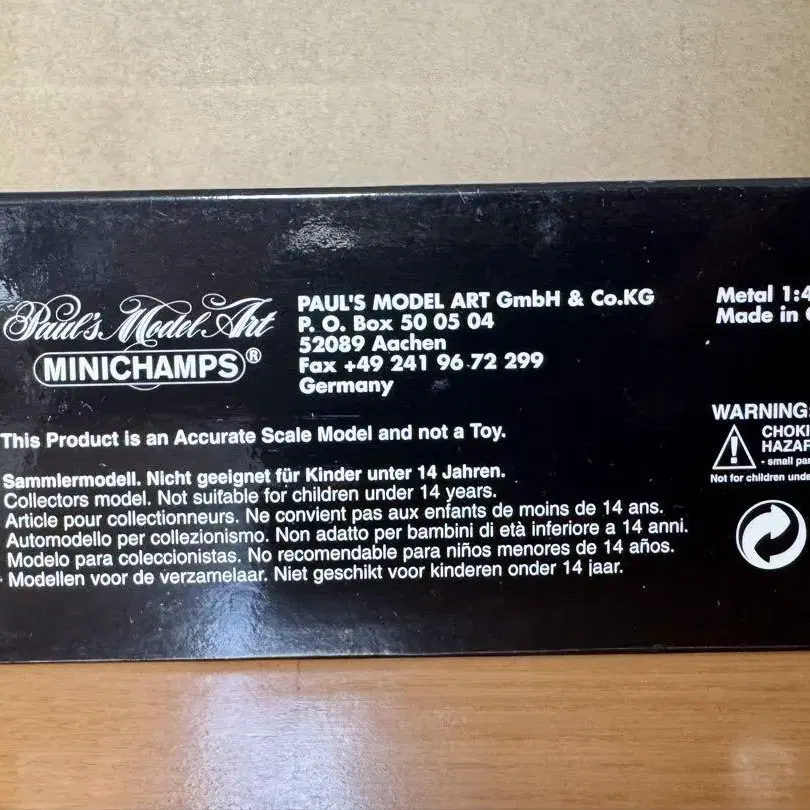 Paul's Model Art
MINICHAMPS®
PAUL'S MODEL ART GmbH & Co.KG
P. O. Box 50 05 04
52089 Aachen
Fax +49 241 96 72 299
Germany
Metal 1:4
Made in
This Product is an Accurate Scale Model and not a Toy.
Sammlermodell. Nicht geeignet für Kinder unter 14 Jahren.
Collectors model. Not suitable for children under 14 years.
Article pour collectionneurs. Ne convient pas aux enfants de moins de 14 ans.
Automodello per collezionismo. Non adatto per bambini di età inferiore a 14 anni.
Modelo para coleccionistas. No recomendable para niños menores de 14 años.
Modellen voor de verzamelaar. Niet geschikt voor kinderen onder 14 jaar.
WARNING:
CHOKI
HAZAR
- small par
Not for children unde